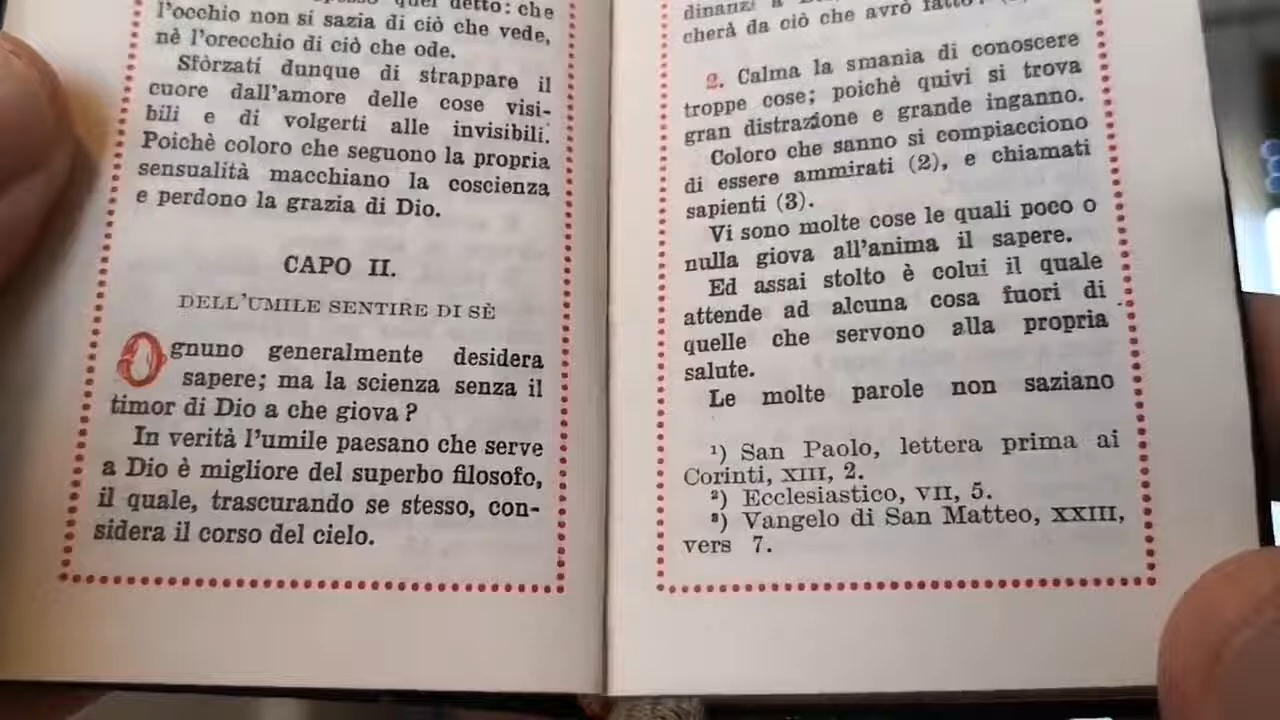 quel detto: che
l'occhio non si sazia di ciò che vede,
nè l'orecchio di ciò che ode.
Sfòrzati dunque di strappare il
cuore dall'amore delle cose visi-
bili e di volgerti alle invisibili.
Poichè coloro che seguono la propria
sensualità macchiano la coscienza
e perdono la grazia di Dio.
CAPO II.
DELL'UMILE SENTIRE DI SÈ
Ognuno generalmente desidera
sapere; ma la scienza senza il
timor di Dio a che giova?
In verità l'umile paesano che serve
a Dio è migliore del superbo filosofo,
il quale, trascurando se stesso, con-
sidera il corso del cielo.
dinanzi a
cherà da ciò che avrò fatto?
2. Calma la smania di conoscere
troppe cose; poichè quivi si trova
gran distrazione e grande inganno.
Coloro che sanno si compiacciono
di essere ammirati (2), e chiamati
sapienti (3).
Vi sono molte cose le quali poco o
nulla giova all'anima il sapere.
Ed assai stolto è colui il quale
attende ad alcuna cosa fuori di
quelle che servono alla propria
salute.
Le molte parole non saziano
¹) San Paolo, lettera prima ai
Corinti, XIII, 2.
²) Ecclesiastico, VII, 5.
³) Vangelo di San Matteo, XXIII,
vers 7.